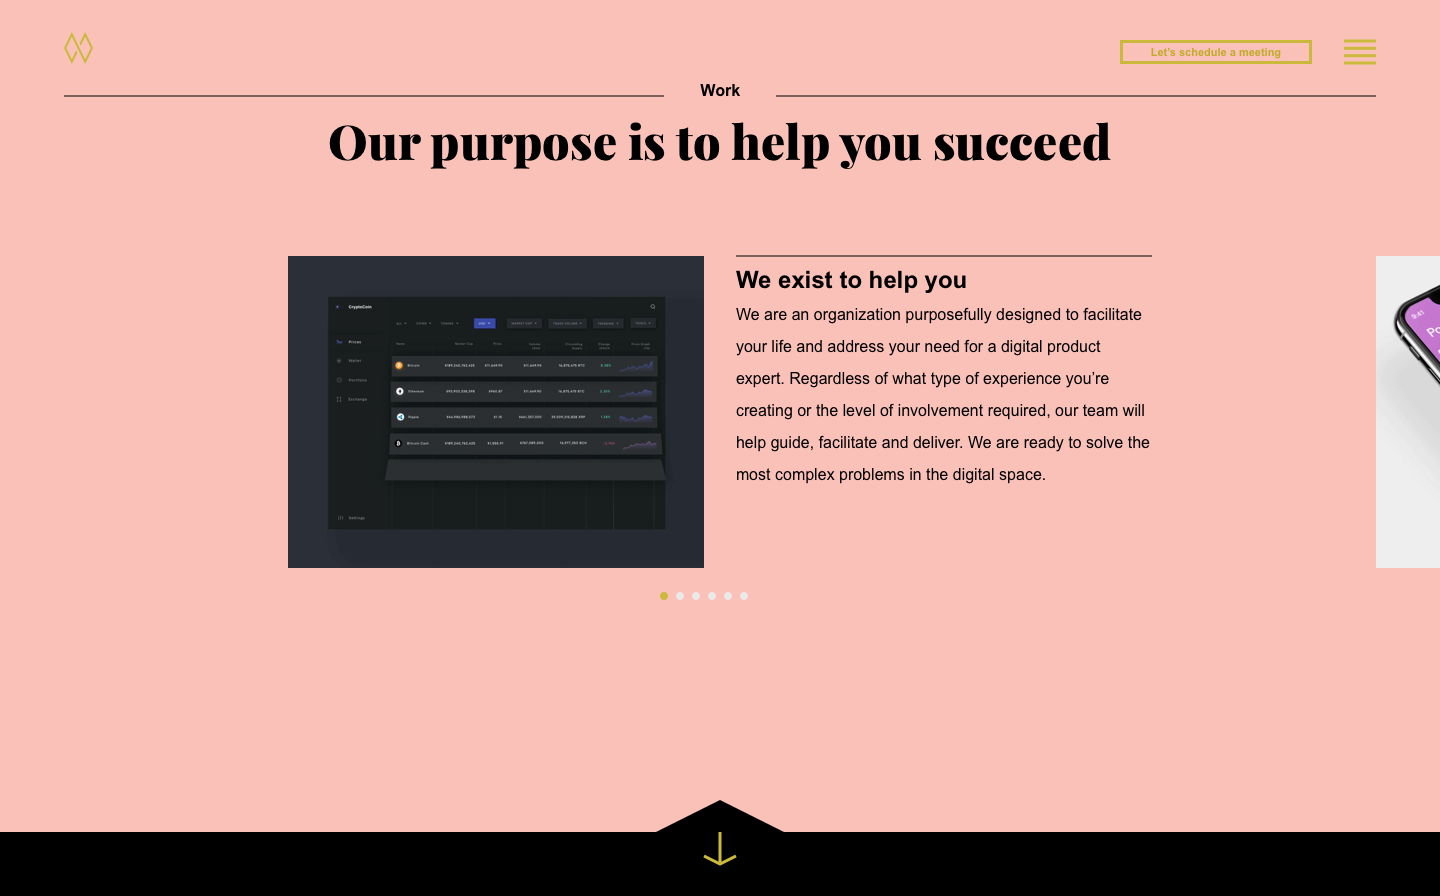 Let's schedule a meeting
Work
Our purpose is to help you succeed
We exist to help you
We are an organization purposefully designed to facilitate
your life and address your need for a digital product
expert. Regardless of what type of experience you’re
creating or the level of involvement required, our team will
help guide, facilitate and deliver. We are ready to solve the
most complex problems in the digital space.
CryptoCoin
Prices
Wallet
Portfolio
Exchange
Settings
Bitcoin
Ethereum
Ripple
Bitcoin Cash
9:41